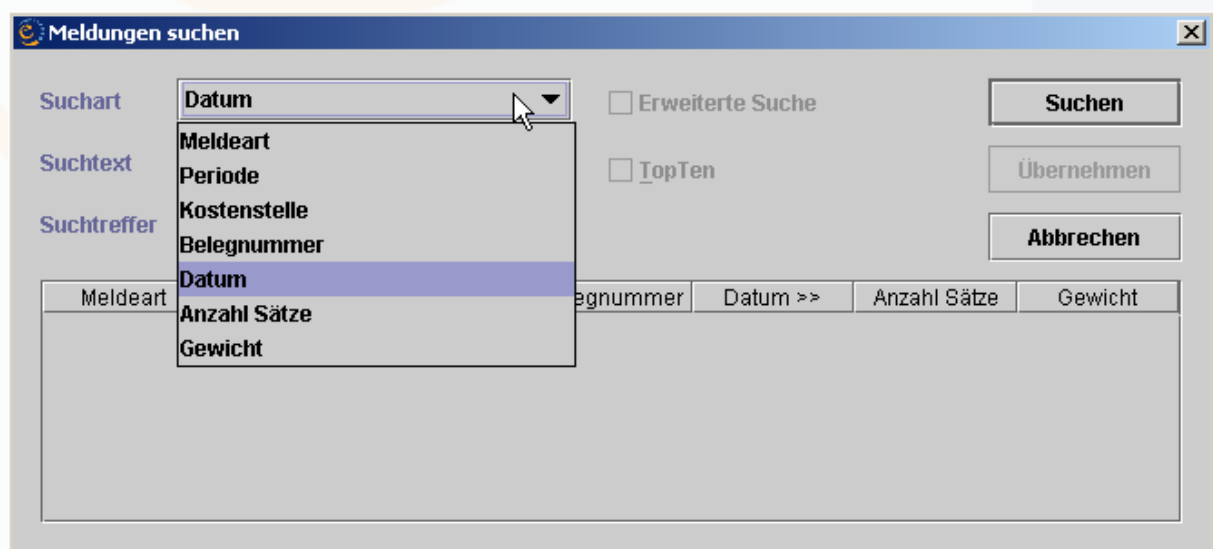 Meldungen suchen
Suchart
Datum
Erweiterte Suche
Suchen
Meldeart
Suchtext
Periode
TopTen
Übernehmen
Kostenstelle
Suchtreffer
Belegnummer
Abbrechen
Datum
Anzahl Sätze
Gewicht
Meldeart egnummer Datum >> Anzahl Sätze Gewicht